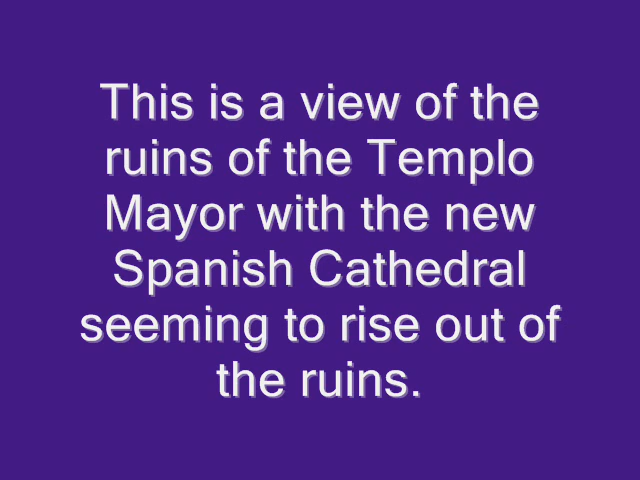 This is a view of the
ruins of the Templo
Mayor with the new
Spanish Cathedral
seeming to rise out of
the ruins.